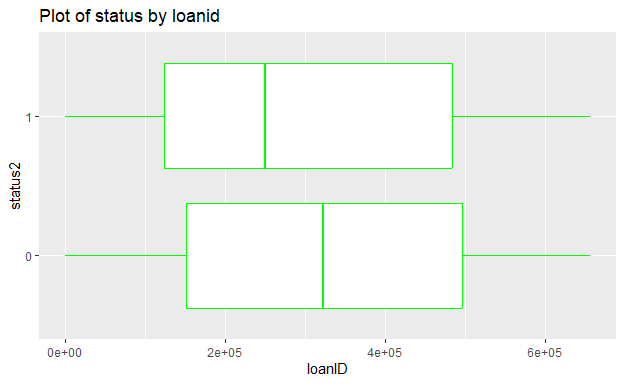 Plot of status by loanid
status2
1
0
0e+00 2e+05 4e+05 6e+05
loanID